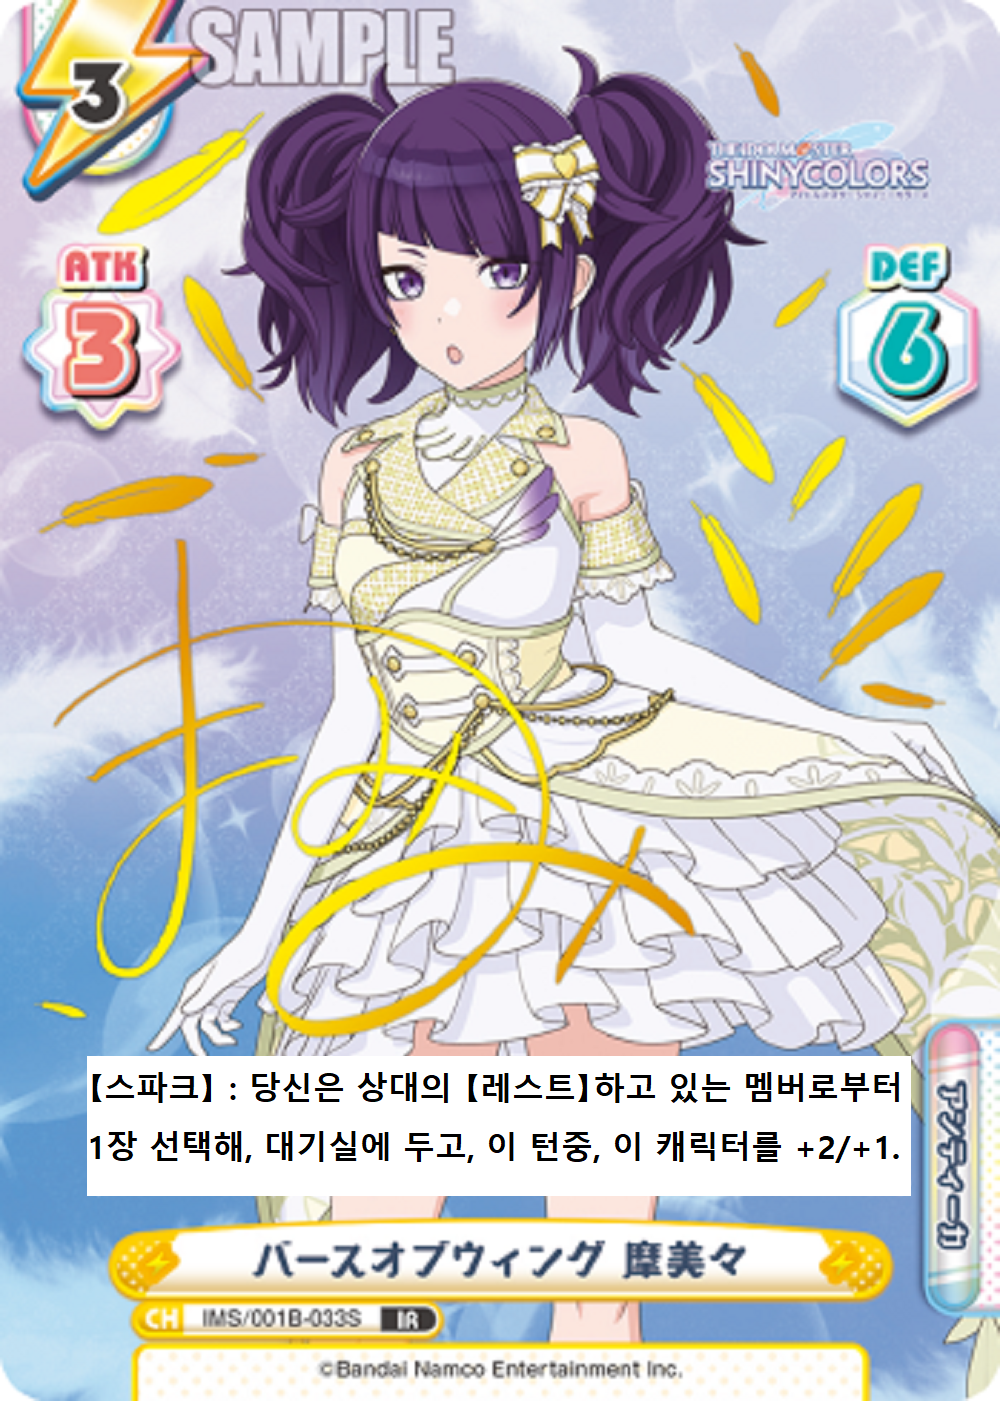 3
SAMPLE
THE IDOLM@STER
SHINYCOLORS
ATK
3
DEF
6
まみみ
【스파크】 : 당신은 상대의 【레스트】하고 있는 멤버로부터
1장 선택해, 대기실에 두고, 이 턴중, 이 캐릭터를 +2/+1.
アンティーカ
バースオブウィング 摩美々
CH IMS/001B-033S IR
©Bandai Namco Entertainment Inc.